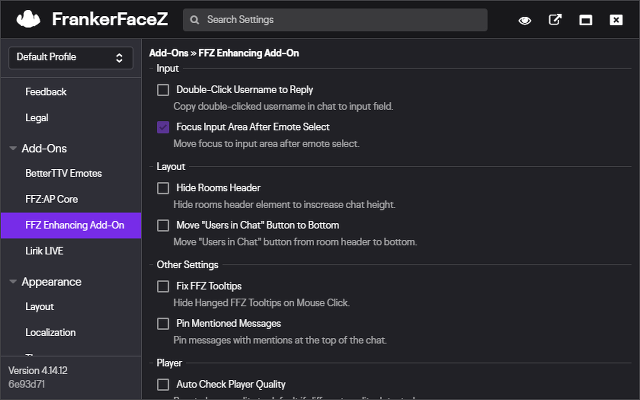 FrankerFaceZ
Search Settings
Default Profile
Feedback
Legal
Add-Ons
BetterTTV Emotes
FFZ:AP Core
FFZ Enhancing Add-On
Lirik LIVE
Appearance
Layout
Localization
Version 4.14.12
6e93d71
Add-Ons » FFZ Enhancing Add-On
Input
Double-Click Username to Reply
Copy double-clicked username in chat to input field.
Focus Input Area After Emote Select
Move focus to input area after emote select.
Layout
Hide Rooms Header
Hide rooms header element to inscrease chat height.
Move "Users in Chat" Button to Bottom
Move "Users in Chat" button from room header to bottom.
Other Settings
Fix FFZ Tooltips
Hide Hanged FFZ Tooltips on Mouse Click.
Pin Mentioned Messages
Pin messages with mentions at the top of the chat.
Player
Auto Check Player Quality